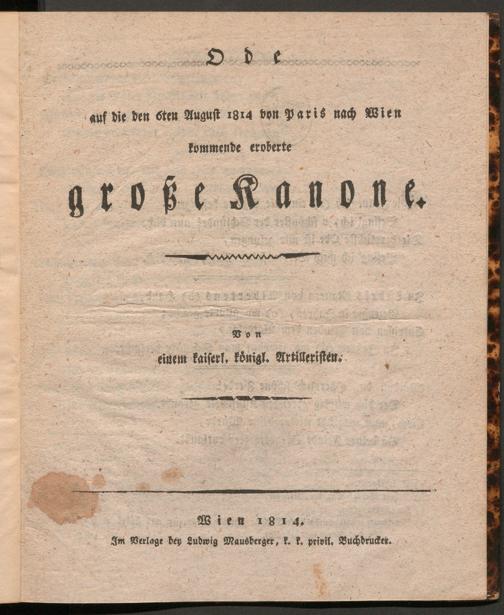 Ode
auf die den 6ten August 1814 von Paris nach Wien
kommende eroberte
große Kanone.
Von
einem kaiserl. königl. Artilleristen.
Wien 1814.
Im Verlage bey Ludwig Mausberger, k. k. privil. Buchdrucker.